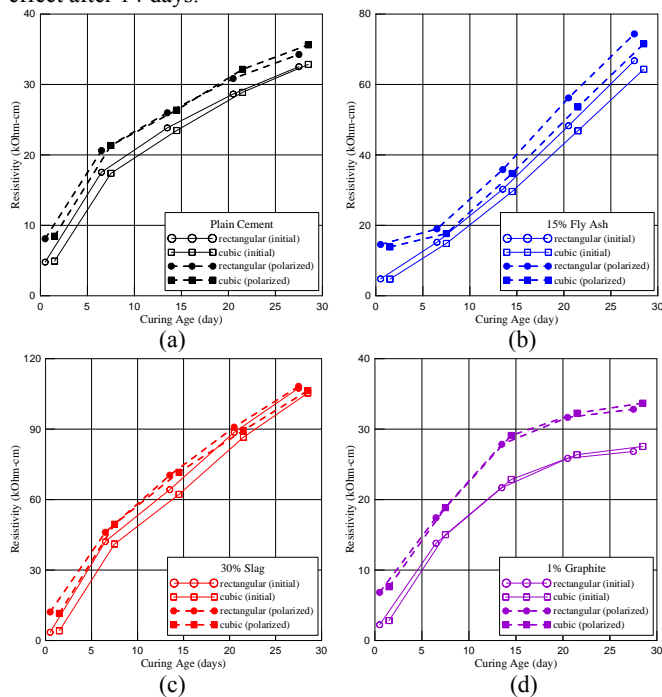 effect after 14 days.
40
30
20
10
0
Resistivity (kOhm-cm)
Plain Cement
rectangular (initial)
cubic (initial)
rectangular (polarized)
cubic (polarized)
0 5 10 15 20 25 30
Curing Age (day)
(a)
80
60
40
20
0
Resistivity (kOhm-cm)
15% Fly Ash
rectangular (initial)
cubic (initial)
rectangular (polarized)
cubic (polarized)
0 5 10 15 20 25 30
Curing Age (day)
(b)
120
90
60
30
0
Resistivity (kOhm-cm)
30% Slag
rectangular (initial)
cubic (initial)
rectangular (polarized)
cubic (polarized)
0 5 10 15 20 25 30
Curing Age (days)
(c)
40
30
20
10
0
Resistivity (kOhm-cm)
1% Graphite
rectangular (initial)
cubic (initial)
rectangular (polarized)
cubic (polarized)
0 5 10 15 20 25 30
Curing Age (day)
(d)